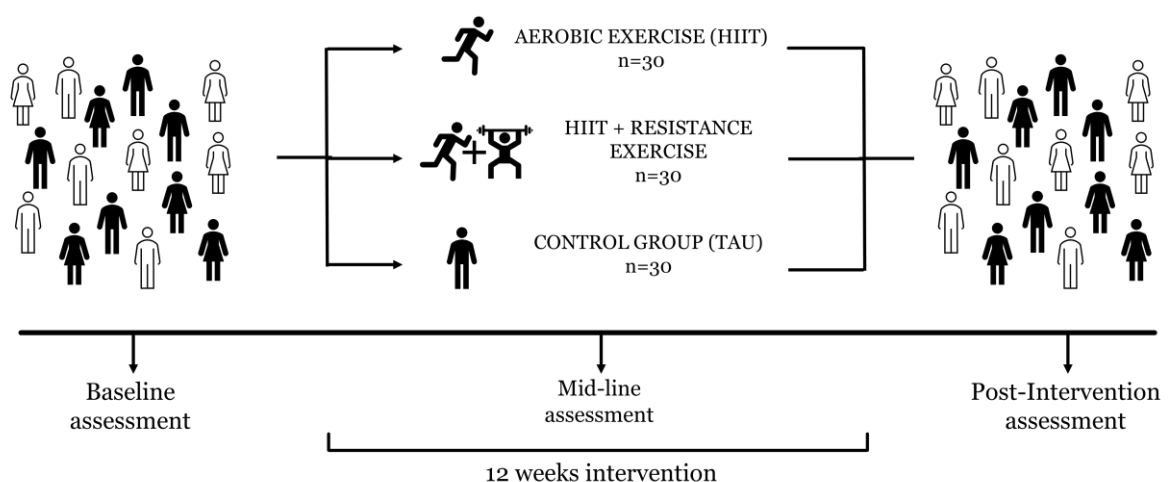 AEROBIC EXERCISE (HIIT)
n=30
HIIT + RESISTANCE
EXERCISE
n=30
CONTROL GROUP (TAU)
n=30
Baseline
assessment
Mid-line
assessment
Post-Intervention
assessment
12 weeks intervention